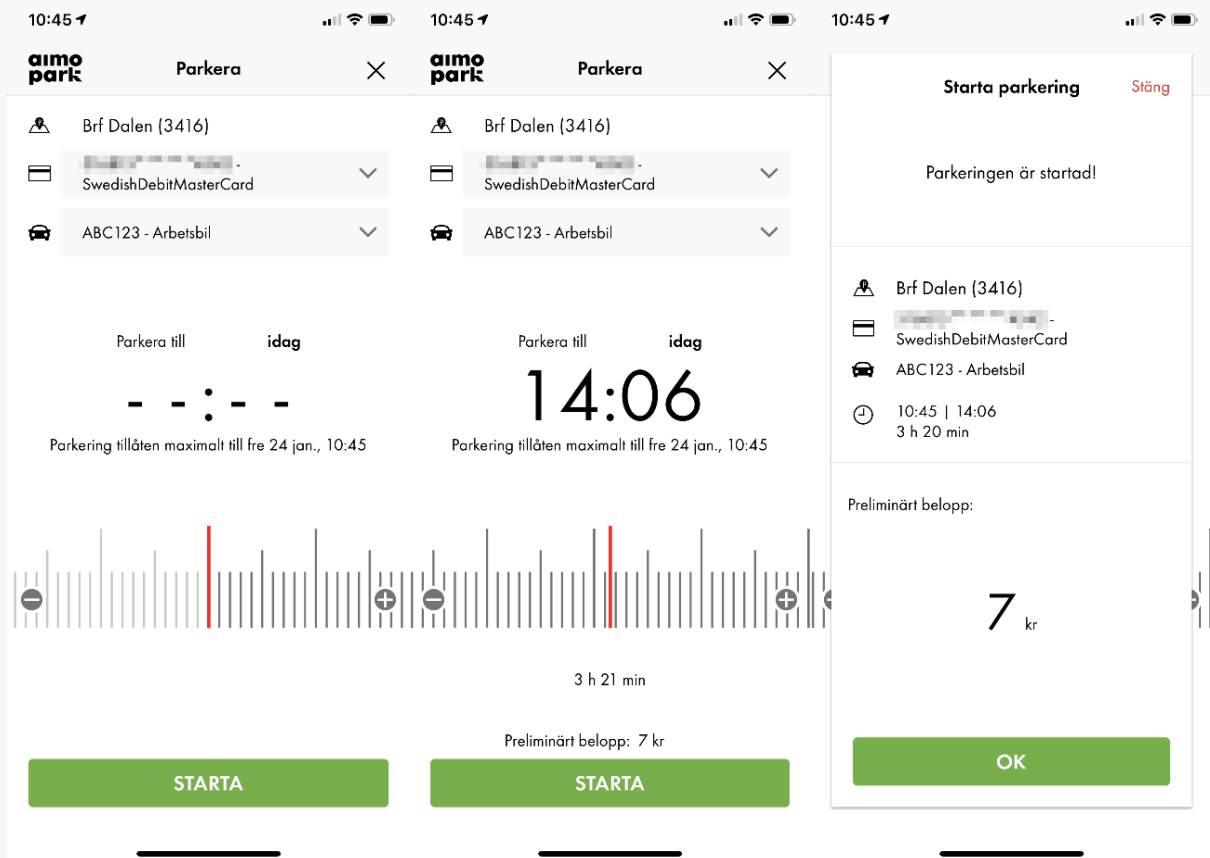 10:45
aimo
park
Parkera
Brf Dalen (3416)
-
SwedishDebitMasterCard
ABC123 - Arbetsbil
Parkera till idag
- - : - -
Parkering tillåten maximalt till fre 24 jan., 10:45
STARTA
10:45
aimo
park
Parkera
Brf Dalen (3416)
-
SwedishDebitMasterCard
ABC123 - Arbetsbil
Parkera till idag
14:06
Parkering tillåten maximalt till fre 24 jan., 10:45
3 h 21 min
Preliminärt belopp: 7 kr
STARTA
10:45
Starta parkering Stäng
Parkeringen är startad!
Brf Dalen (3416)
-
SwedishDebitMasterCard
ABC123 - Arbetsbil
10:45 | 14:06
3 h 20 min
Preliminärt belopp:
7 kr
OK